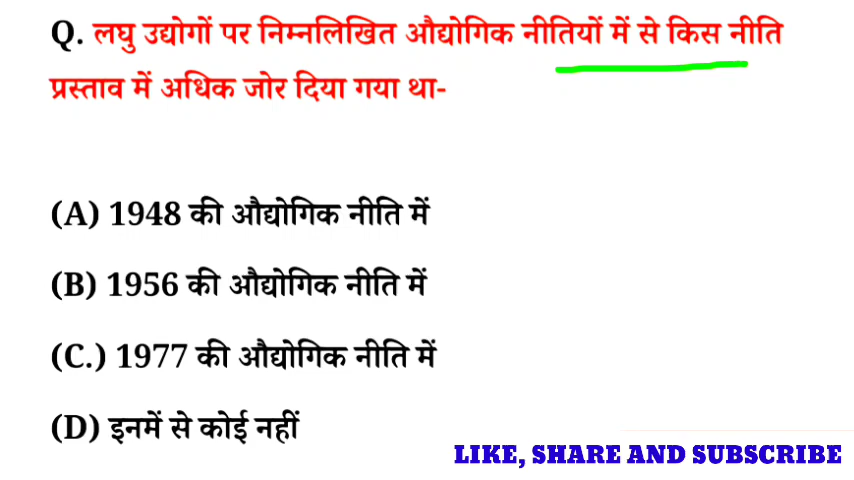 Q. लघु उद्योगों पर निम्नलिखित औद्योगिक नीतियों में से किस नीति
प्रस्ताव में अधिक जोर दिया गया था-
(A) 1948 की औद्योगिक नीति में
(B) 1956 की औद्योगिक नीति में
(C.) 1977 की औद्योगिक नीति में
(D) इनमें से कोई नहीं
LIKE, SHARE AND SUBSCRIBE